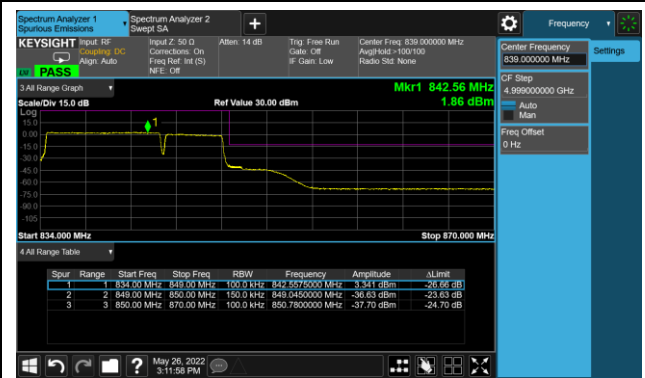 Spectrum Analyzer 1
Spurious Emissions
Spectrum Analyzer 2
Swept SA
+
Frequency
KEYSIGHT
Input: RF
Coupling: DC
Align: Auto
Input Z: 50 Ω
Corrections: On
Freq Ref: Int (S)
NFE: Off
Atten: 14 dB
Trig: Free Run
Gate: Off
IF Gain: Low
Center Freq: 839.000000 MHz
Avg|Hold:>100/100
Radio Std: None
PASS
Center Frequency
839.000000 MHz
Settings
CF Step
4.999000000 GHz
Auto
Man
Freq Offset
0 Hz
3 All Range Graph
Mkr1 842.56 MHz
1.86 dBm
Scale/Div 15.0 dB
Ref Value 30.00 dBm
Log
15.0
0.00
-15.0
-30.0
-45.0
-60.0
-75.0
-90.0
-105
1
Start 834.000 MHz
Stop 870.000 MHz
4 All Range Table
Spur Range Start Freq Stop Freq RBW Frequency Amplitude ΔLimit
1 1 834.00 MHz 849.00 MHz 100.0 kHz 842.5575000 MHz 3.341 dBm -26.66 dB
2 2 849.00 MHz 850.00 MHz 150.0 kHz 849.0450000 MHz -36.63 dBm -23.63 dB
3 3 850.00 MHz 870.00 MHz 100.0 kHz 850.7800000 MHz -37.70 dBm -24.70 dB
?
May 26, 2022
3:11:58 PM